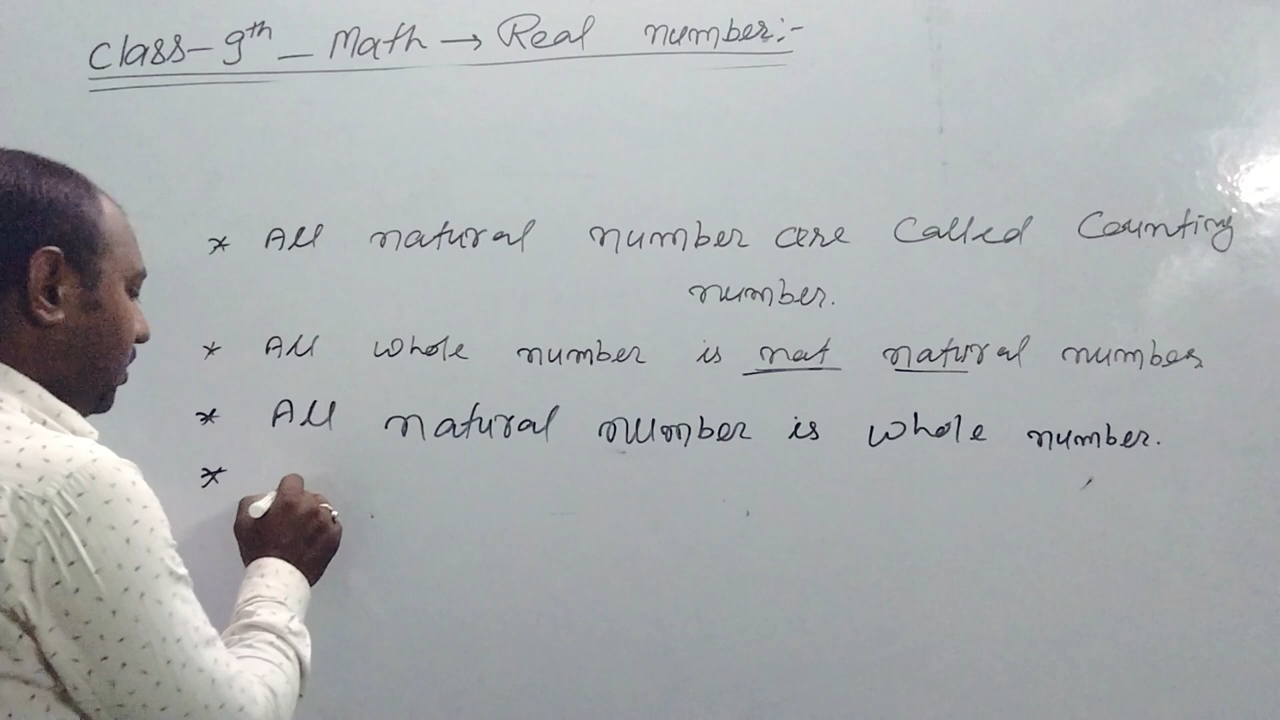 Class-9th - Math → Real number:-
* All natural number are called Counting
number.
* All whole number is not natural number
* All natural number is whole number.
*